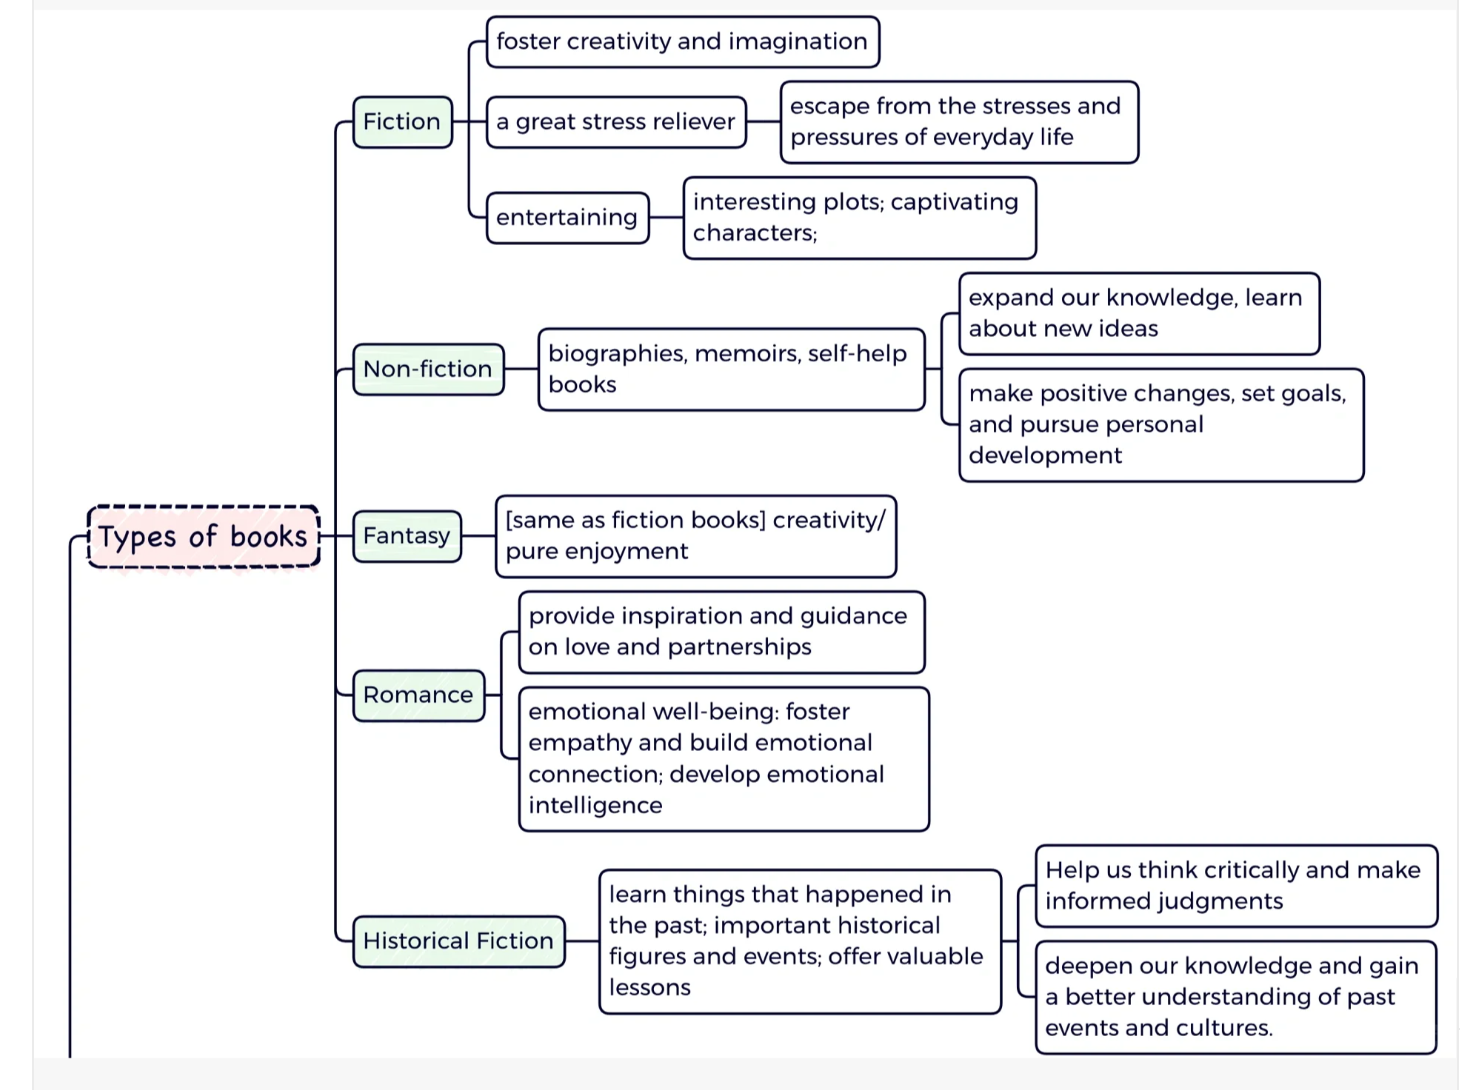 Types of books
Fiction
foster creativity and imagination
a great stress reliever
escape from the stresses and
pressures of everyday life
entertaining
interesting plots; captivating
characters;
Non-fiction
biographies, memoirs, self-help
books
expand our knowledge, learn
about new ideas
make positive changes, set goals,
and pursue personal
development
Fantasy
[same as fiction books] creativity/
pure enjoyment
Romance
provide inspiration and guidance
on love and partnerships
emotional well-being: foster
empathy and build emotional
connection; develop emotional
intelligence
Historical Fiction
learn things that happened in
the past; important historical
figures and events; offer valuable
lessons
Help us think critically and make
informed judgments
deepen our knowledge and gain
a better understanding of past
events and cultures.